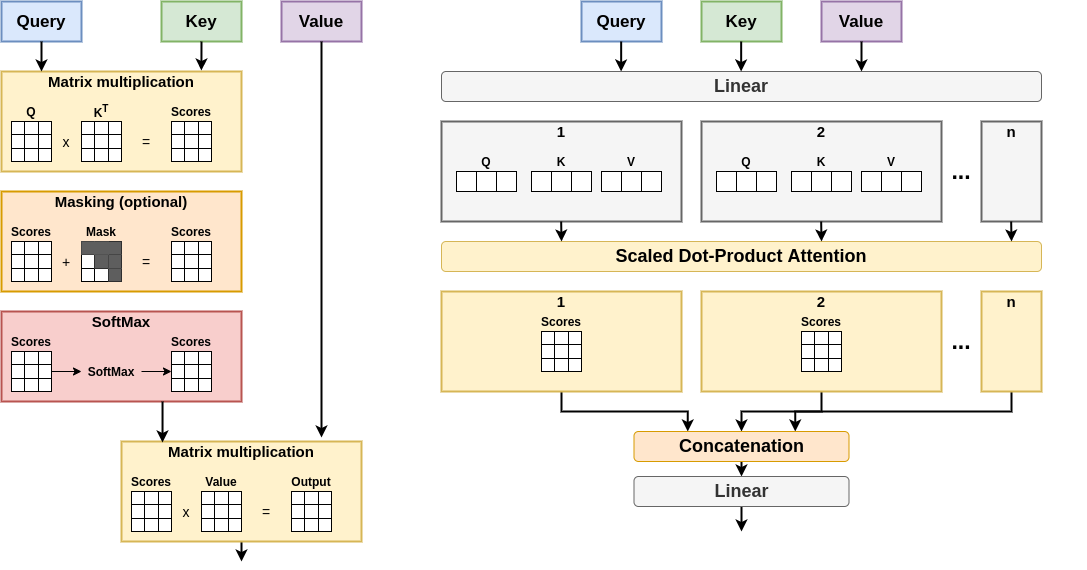 Query
Key
Value
Matrix multiplication
Q
K^T
Scores
x
=
Masking (optional)
Scores
Mask
Scores
+
=
SoftMax
Scores
SoftMax
Scores
Matrix multiplication
Scores
Value
Output
x
=
Query
Key
Value
Linear
1
Q K V
2
Q K V
...
n
Scaled Dot-Product Attention
1
Scores
2
Scores
...
n
Concatenation
Linear